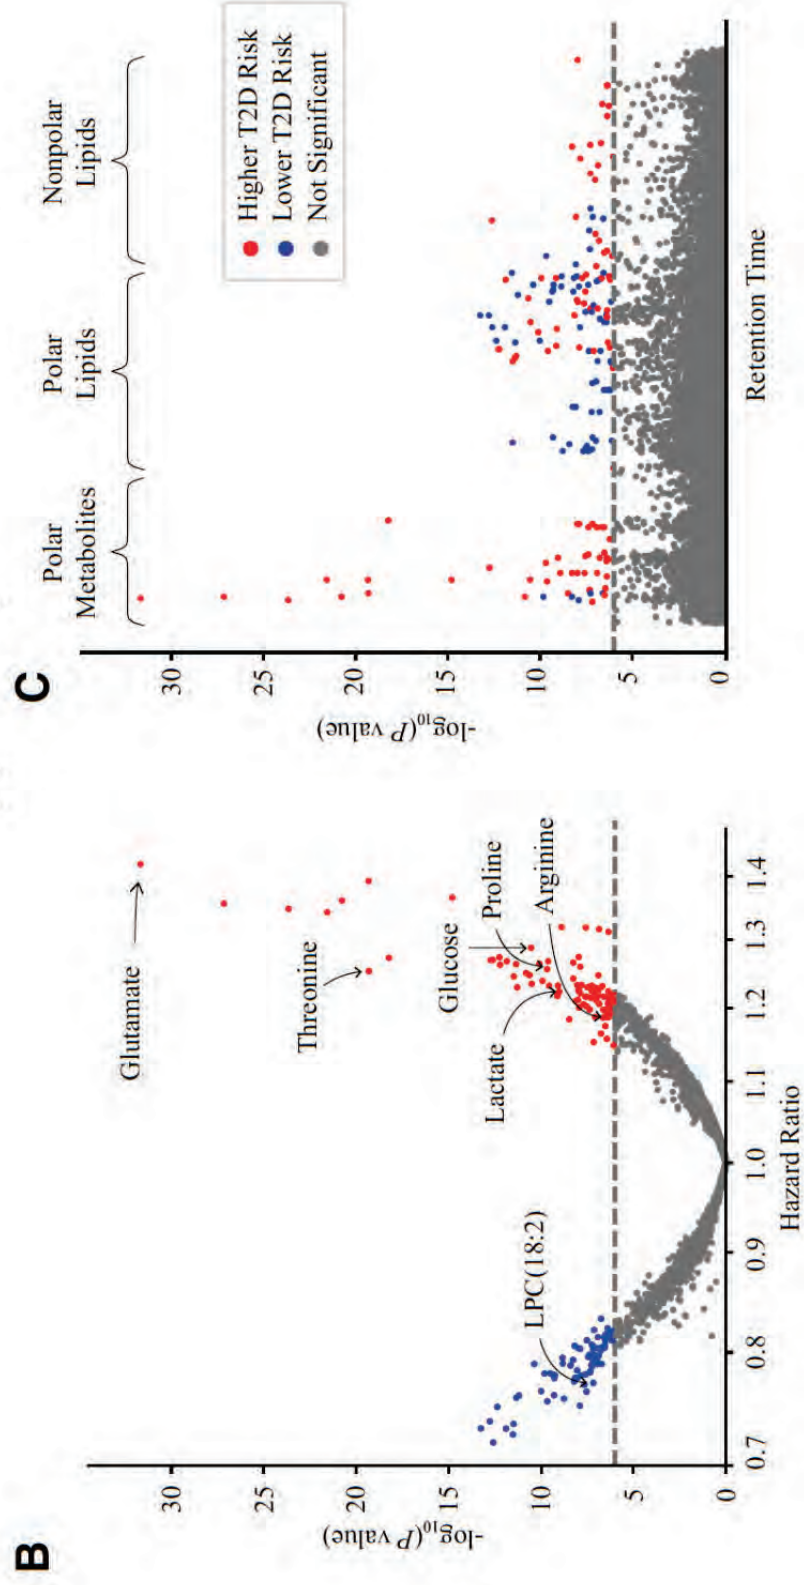 B
-log10(P value)
30
25
20
15
10
5
0
Glutamate
Threonine
Glucose
Proline
Lactate
Arginine
LPC(18:2)
0.7 0.8 0.9 1.0 1.1 1.2 1.3 1.4
Hazard Ratio
C
Polar
Metabolites
Polar
Lipids
Nonpolar
Lipids
Higher T2D Risk
Lower T2D Risk
Not Significant
-log10(P value)
30
25
20
15
10
5
0
Retention Time